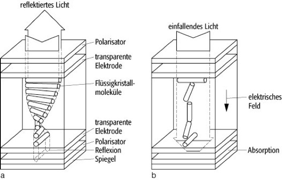 reflektiertes Licht
Polarisator
transparente
Elektrode
Flüssigkristall-
moleküle
transparente
Elektrode
Polarisator
Reflexion
Spiegel
a
einfallendes Licht
elektrisches
Feld
Absorption
b